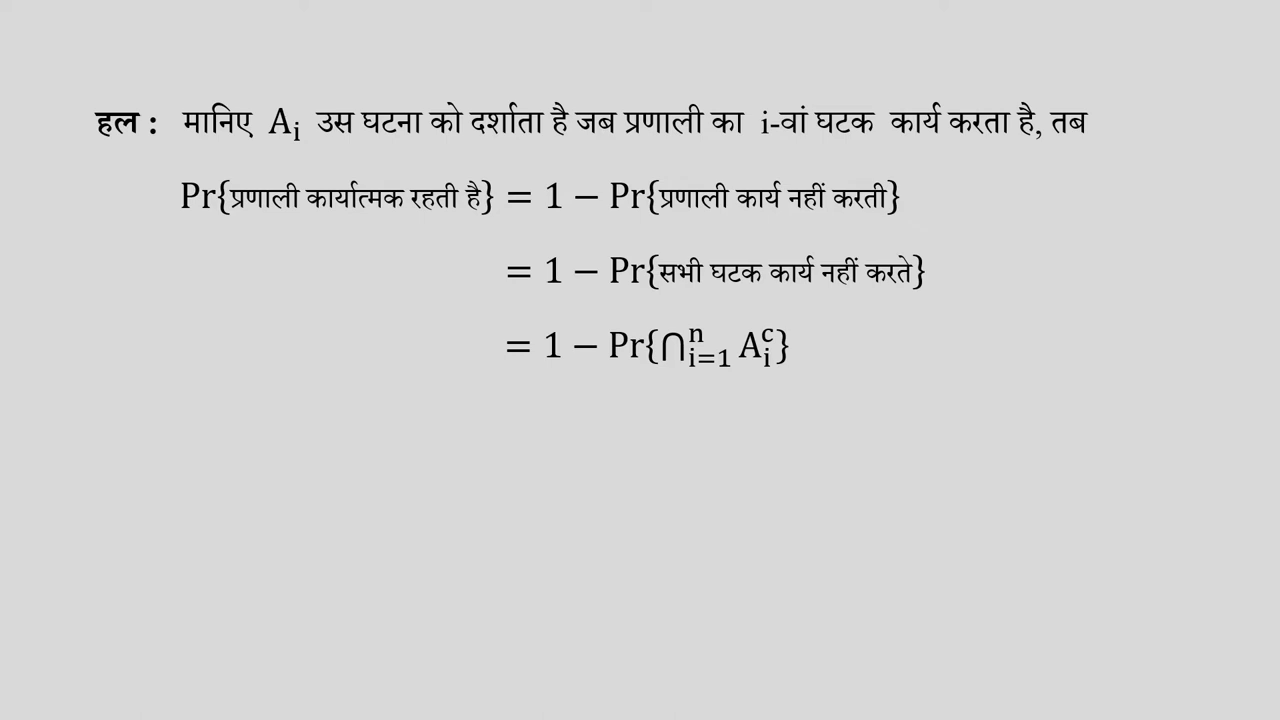 हल : मानिए Aᵢ उस घटना को दर्शाता है जब प्रणाली का i-वां घटक कार्य करता है, तब
Pr{प्रणाली कार्यात्मक रहती है} = 1 − Pr{प्रणाली कार्य नहीं करती}
= 1 − Pr{सभी घटक कार्य नहीं करते}
= 1 − Pr{⋂ⁿᵢ₌₁ Aᵢᶜ}